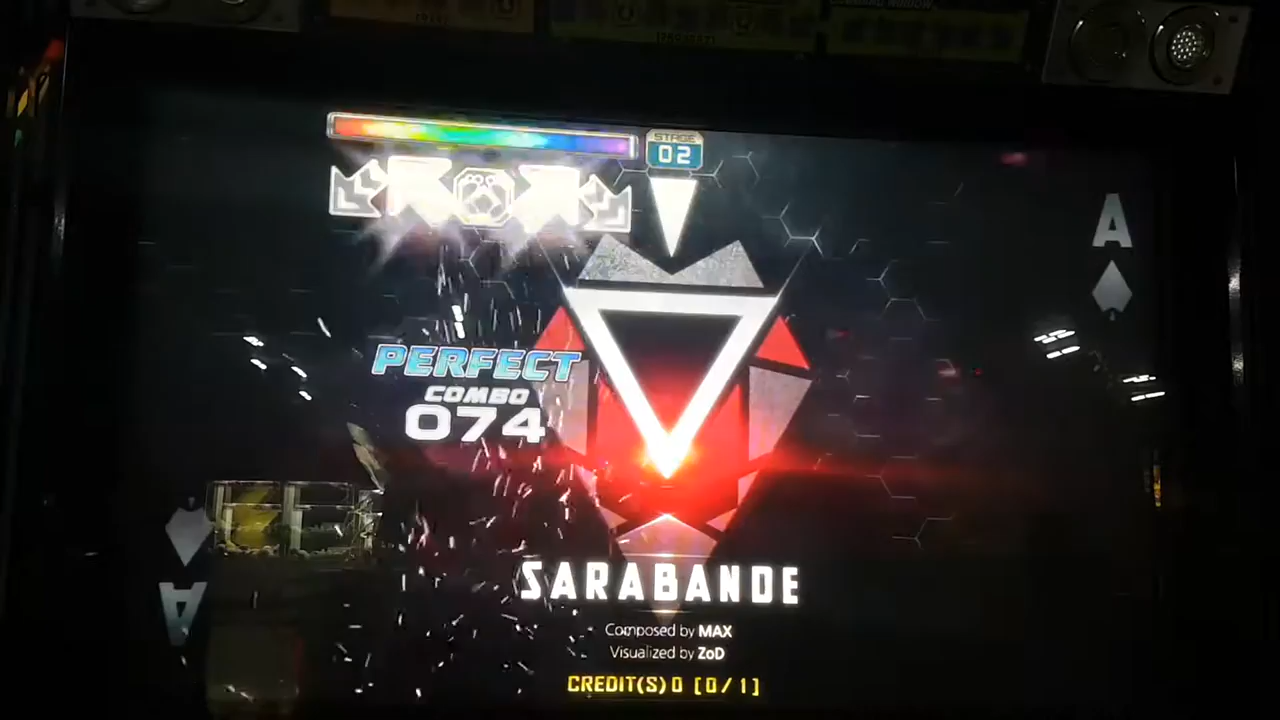 STAGE
02
A
PERFECT
COMBO
074
A
SARABANDE
Composed by MAX
Visualized by ZoD
CREDIT(S) 0 [0/1]